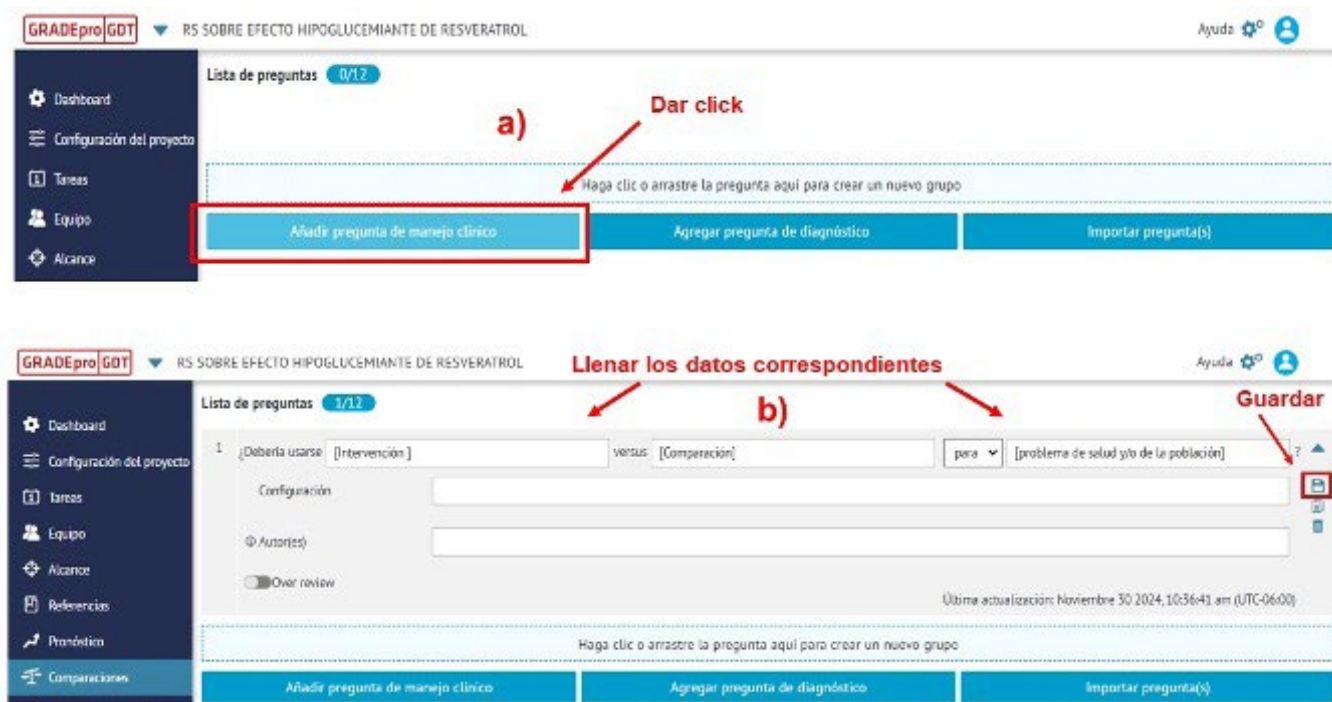 GRADEpro GDT RS SOBRE EFECTO HIPOGLUCEMIANTE DE RESVERATROL Ayuda
Lista de preguntas 0/12
Dashboard
a)
Dar click
Configuración del proyecto
Tareas
Haga clic o arrastre la pregunta aquí para crear un nuevo grupo
Equipo
Añadir pregunta de manejo clínico Agregar pregunta de diagnóstico Importar pregunta(s)
Alcance
GRADEpro GDT RS SOBRE EFECTO HIPOGLUCEMIANTE DE RESVERATROL Llenar los datos correspondientes Ayuda
Lista de preguntas 1/12
b)
Guardar
Dashboard
1 ¿Debería usarse [Intervención ] versus [Comparación] para [problema de salud y/o de la población] ?
Configuración del proyecto
Configuración
Tareas
Equipo
Autor(es)
Alcance
Over review
Referencias
Última actualización: Noviembre 30 2024, 10:36:41 am (UTC-06:00)
Pronóstico
Haga clic o arrastre la pregunta aquí para crear un nuevo grupo
Comparaciones
Añadir pregunta de manejo clínico Agregar pregunta de diagnóstico Importar pregunta(s)